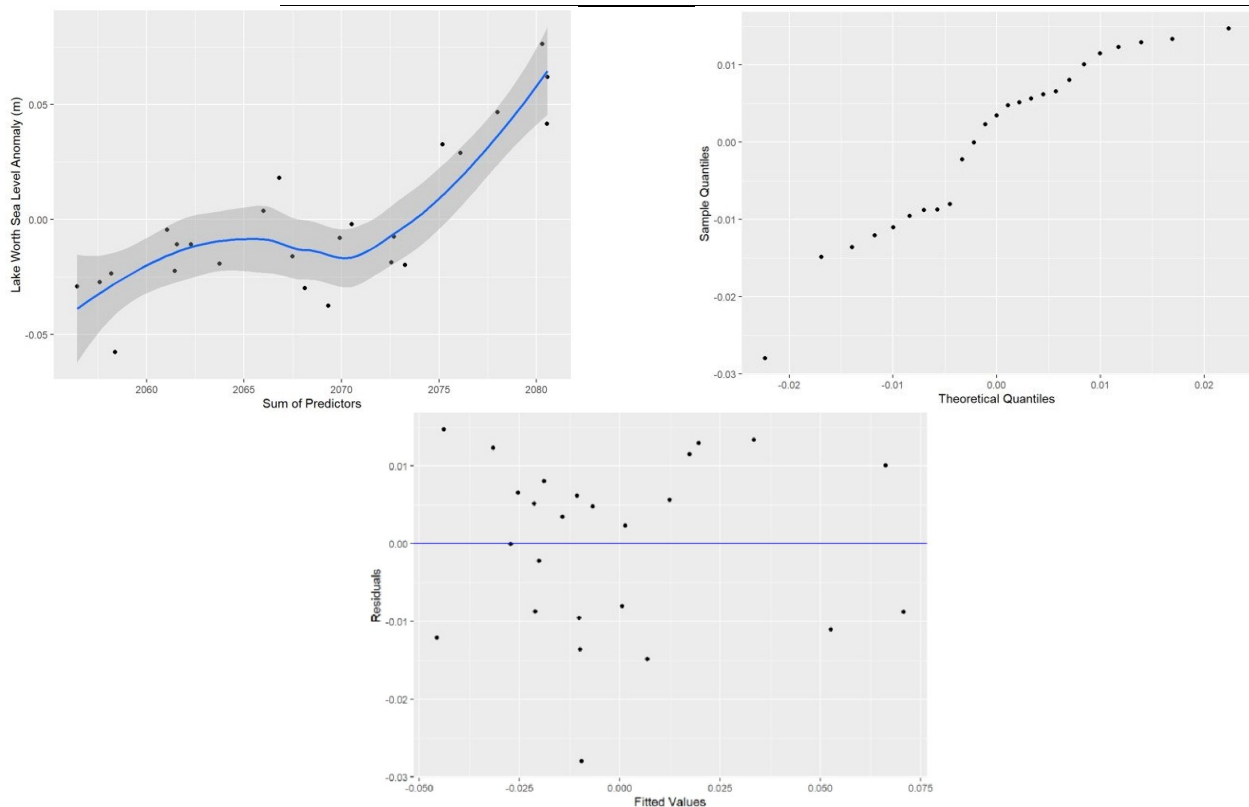 0.05
0.00
-0.05
Lake Worth Sea Level Anomaly (m)
2060 2065 2070 2075 2080
Sum of Predictors
0.01
0.00
-0.01
-0.02
-0.03
Sample Quantiles
-0.02 -0.01 0.00 0.01 0.02
Theoretical Quantiles
0.01
0.00
-0.01
-0.02
-0.03
Residuals
-0.050 -0.025 0.000 0.025 0.050 0.075
Fitted Values